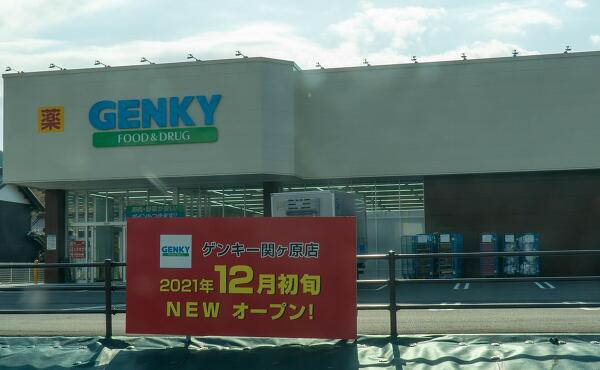 薬
GENKY
FOOD & DRUG
GENKY
ゲンキー関ヶ原店
2021年12月初旬
NEW オープン!